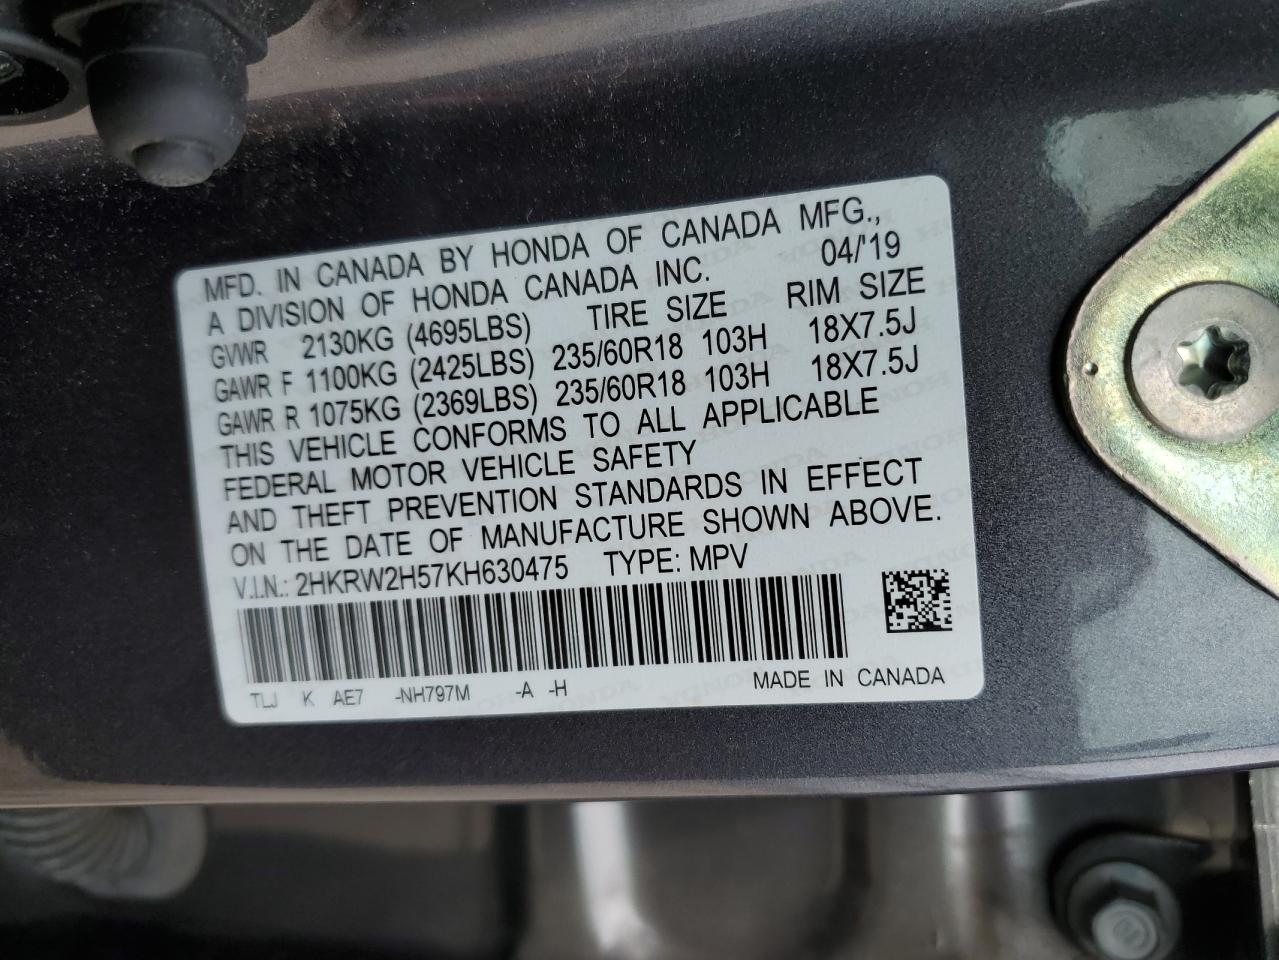 MFD. IN CANADA BY HONDA OF CANADA MFG.,
A DIVISION OF HONDA CANADA INC. 04/'19
GVWR 2130KG (4695LBS) TIRE SIZE RIM SIZE
GAWR F 1100KG (2425LBS) 235/60R18 103H 18X7.5J
GAWR R 1075KG (2369LBS) 235/60R18 103H 18X7.5J
THIS VEHICLE CONFORMS TO ALL APPLICABLE
FEDERAL MOTOR VEHICLE SAFETY
AND THEFT PREVENTION STANDARDS IN EFFECT
ON THE DATE OF MANUFACTURE SHOWN ABOVE.
V.I.N.: 2HKRW2H57KH630475 TYPE: MPV
TLJ K AE7 -NH797M -A -H MADE IN CANADA